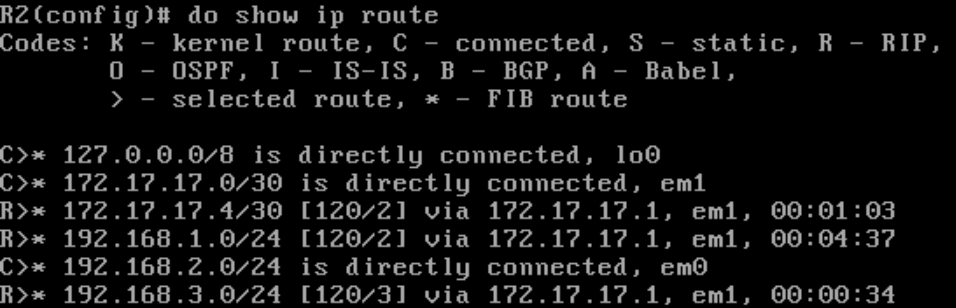 R2(config)# do show ip route
Codes: K - kernel route, C - connected, S - static, R - RIP,
       O - OSPF, I - IS-IS, B - BGP, A - Babel,
       > - selected route, * - FIB route

C>* 127.0.0.0/8 is directly connected, lo0
C>* 172.17.17.0/30 is directly connected, em1
R>* 172.17.17.4/30 [120/2] via 172.17.17.1, em1, 00:01:03
R>* 192.168.1.0/24 [120/2] via 172.17.17.1, em1, 00:04:37
C>* 192.168.2.0/24 is directly connected, em0
R>* 192.168.3.0/24 [120/3] via 172.17.17.1, em1, 00:00:34